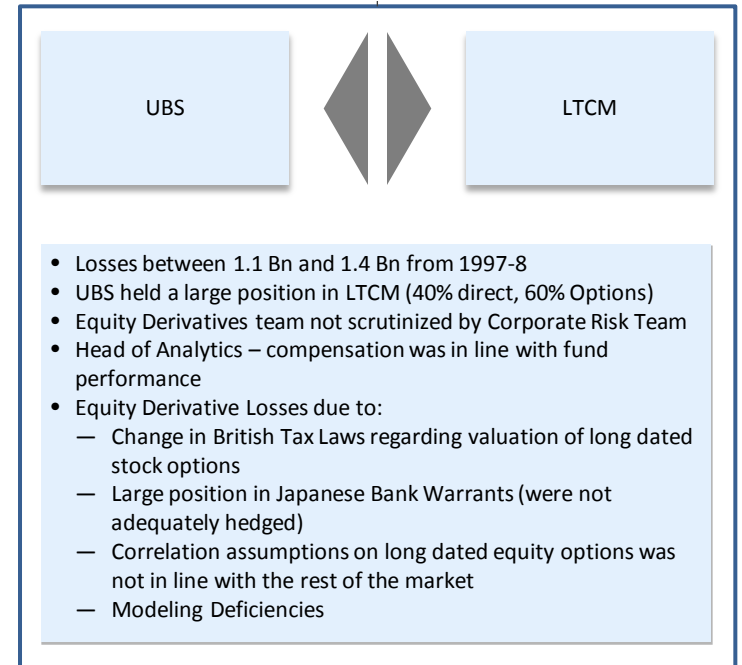 UBS
LTCM
• Losses between 1.1 Bn and 1.4 Bn from 1997-8
• UBS held a large position in LTCM (40% direct, 60% Options)
• Equity Derivatives team not scrutinized by Corporate Risk Team
• Head of Analytics – compensation was in line with fund
performance
• Equity Derivative Losses due to:
— Change in British Tax Laws regarding valuation of long dated
stock options
— Large position in Japanese Bank Warrants (were not
adequately hedged)
— Correlation assumptions on long dated equity options was
not in line with the rest of the market
— Modeling Deficiencies